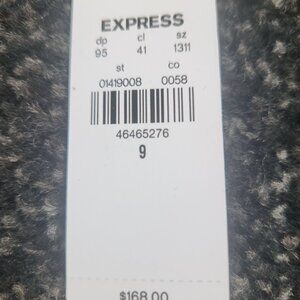 EXPRESS
dp cl sz
95 41 1311
st co
01419008 0058
46465276
9
$168.00